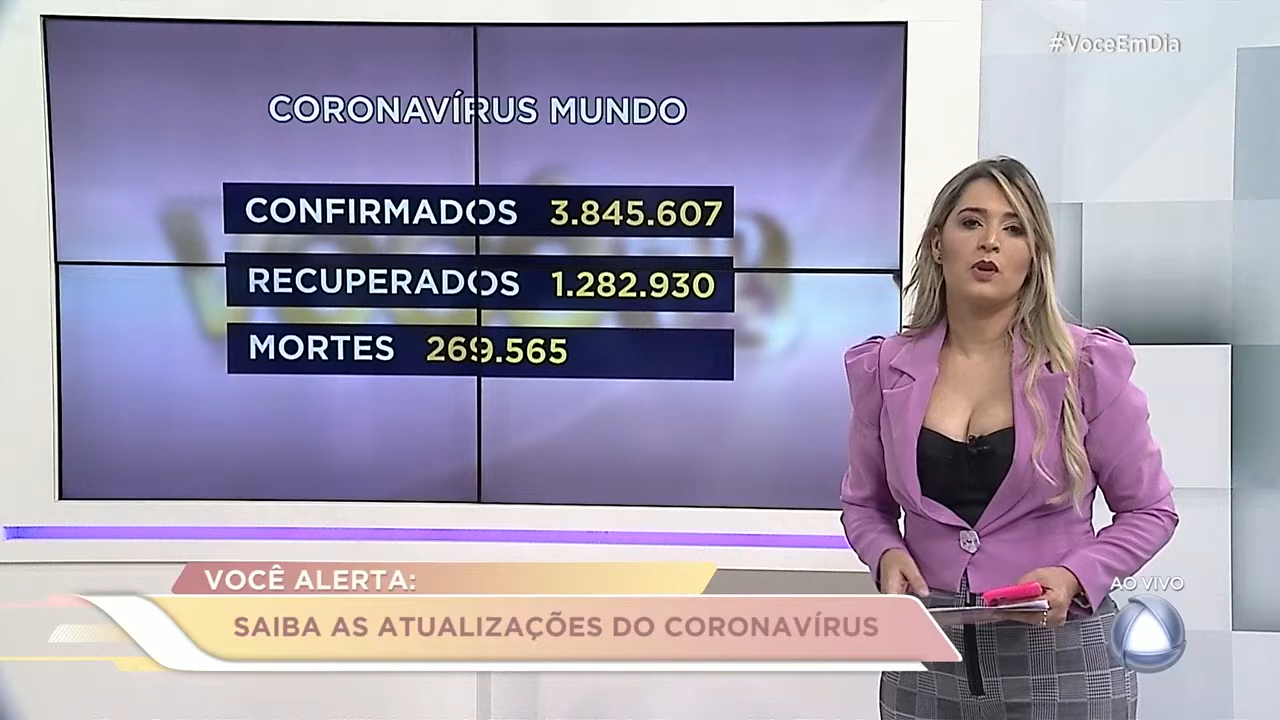 #VoceEmDia
CORONAVÍRUS MUNDO
CONFIRMADOS 3.845.607
RECUPERADOS 1.282.930
MORTES 269.565
VOCÊ ALERTA:
SAIBA AS ATUALIZAÇÕES DO CORONAVÍRUS
AO VIVO